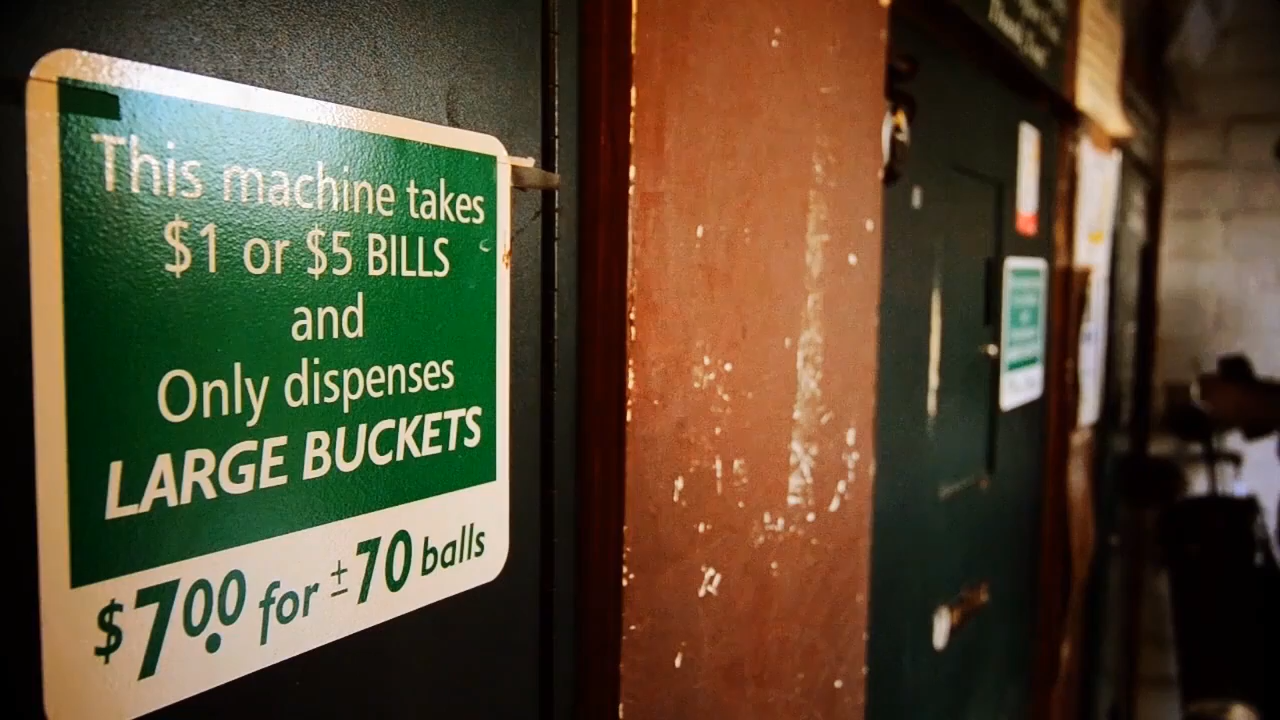 This machine takes
$1 or $5 BILLS
and
Only dispenses
LARGE BUCKETS
$7.00 for ±70 balls